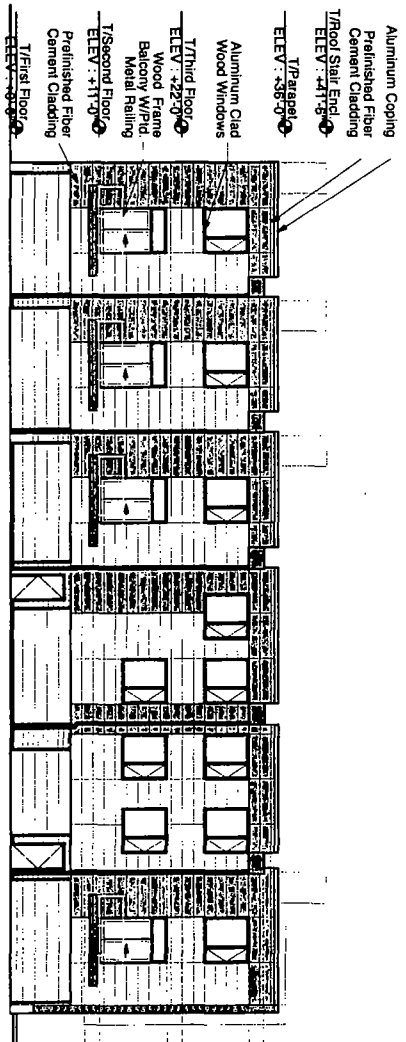 Aluminum Coping
Prefinished Fiber
Cement Cladding
T/Roof Stair Encl.
ELEV : +41'-6"
T/Parapet
ELEV : +35'-0"
Aluminum Clad
Wood Windows
T/Third Floor
ELEV : +22'-0"
Wood Frame
Balcony W/Ptd.
Metal Railing
T/Second Floor
ELEV : +11'-0"
Prefinished Fiber
Cement Cladding
T/First Floor
ELEV :